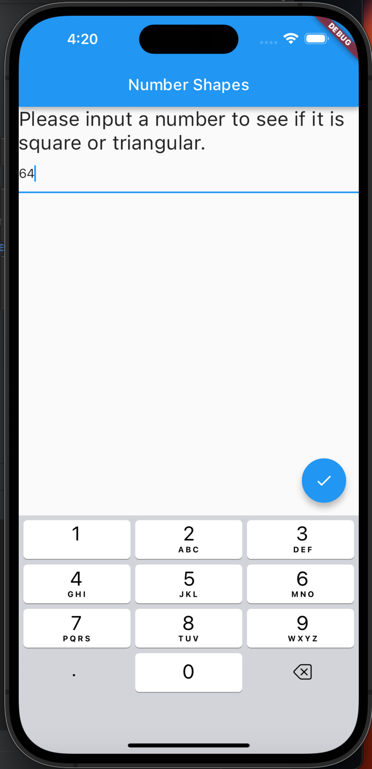 4:20
DEBUG
Number Shapes
Please input a number to see if it is
square or triangular.
64
1 2 3
ABC DEF
4 5 6
GHI JKL MNO
7 8 9
PQRS TUV WXYZ
. 0